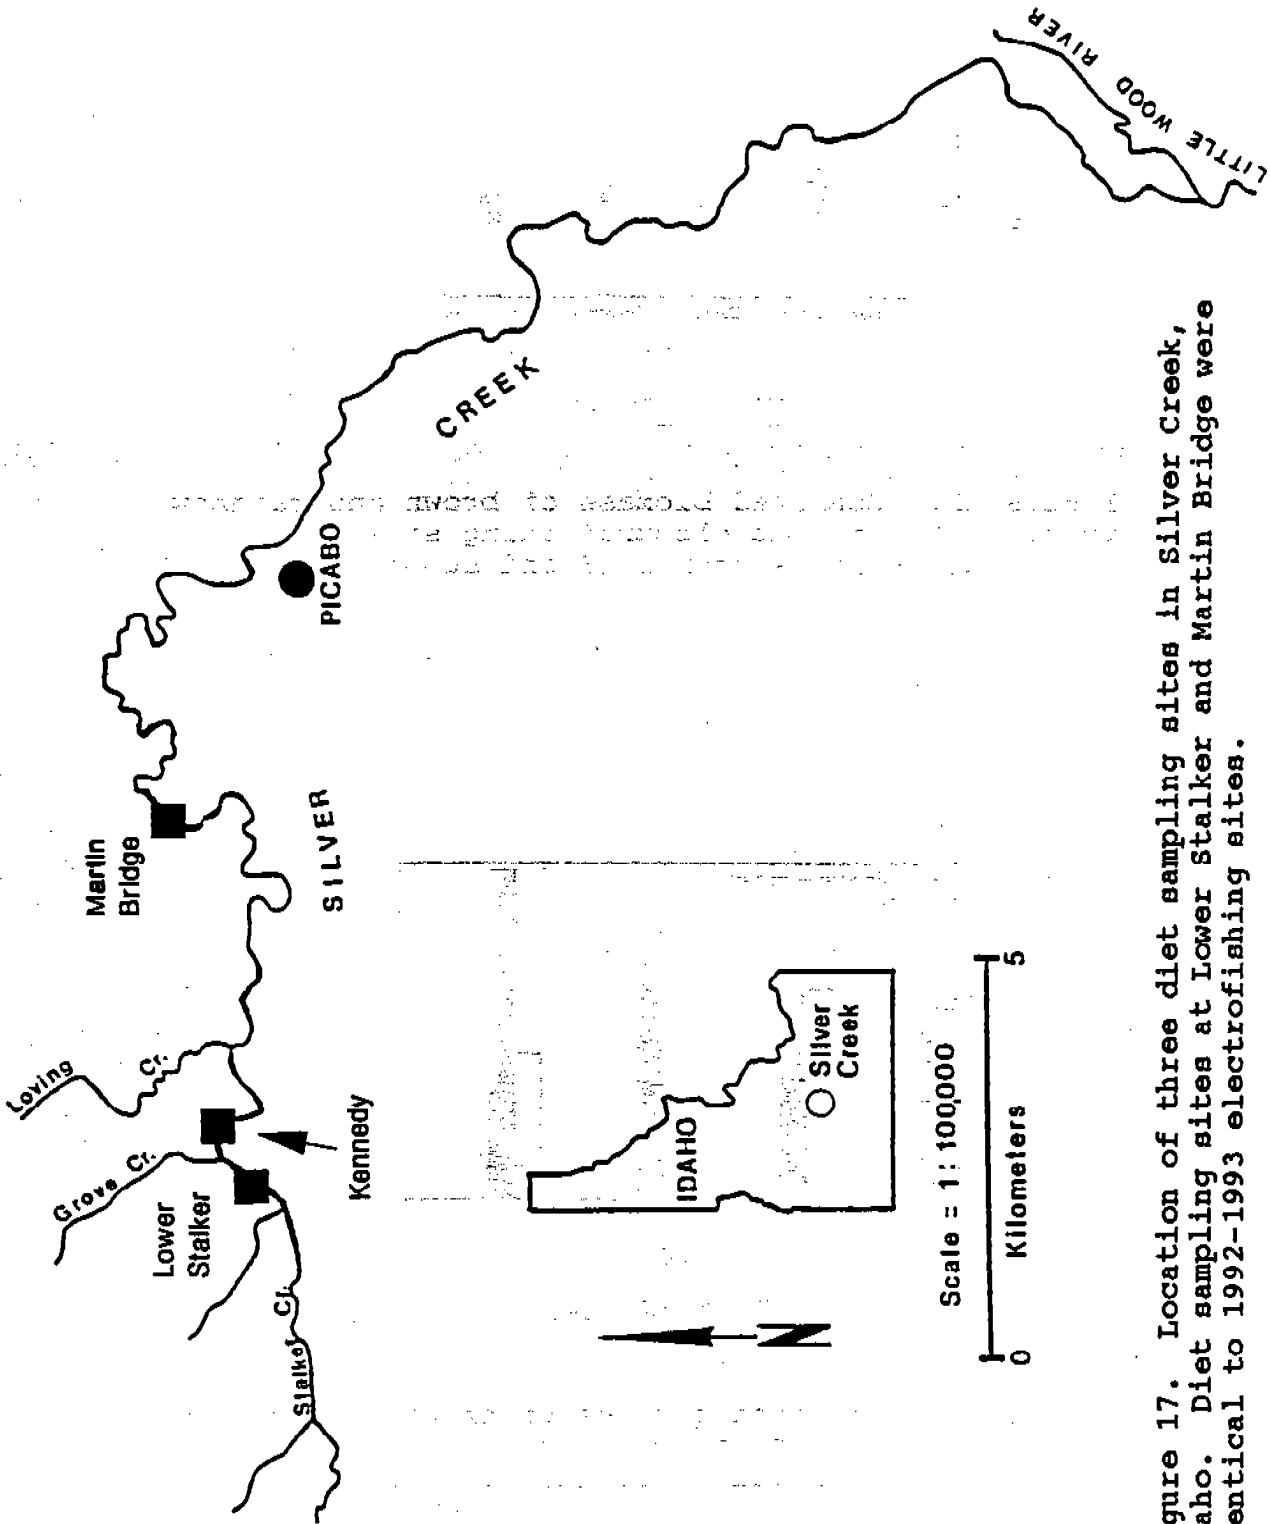 Loving
Cr.
Grove Cr.
Lower
Stalker
Stalker Cr.
Kennedy
Martin
Bridge
SILVER
PICABO
CREEK
LITTLE WOOD RIVER
N
IDAHO
Silver
Creek
Scale = 1:100,000
0 5
Kilometers
gure 17. Location of three diet sampling sites in Silver Creek,
aho. Diet sampling sites at Lower Stalker and Martin Bridge were
entical to 1992-1993 electrofishing sites.